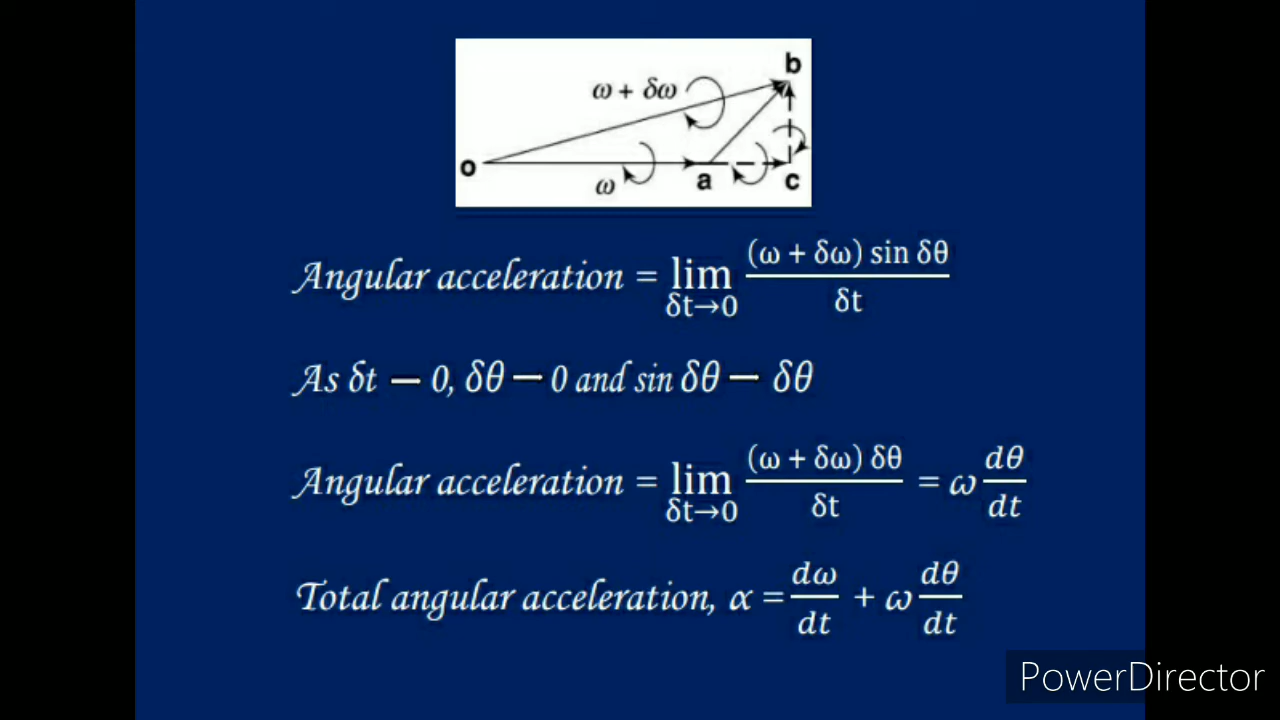 b
ω + δω
o
ω
a
c
Angular acceleration = lim δt→0 (ω + δω) sin δθ / δt
As δt − 0, δθ − 0 and sin δθ − δθ
Angular acceleration = lim δt→0 (ω + δω) δθ / δt = ω dθ/dt
Total angular acceleration, α = dω/dt + ω dθ/dt
PowerDirector